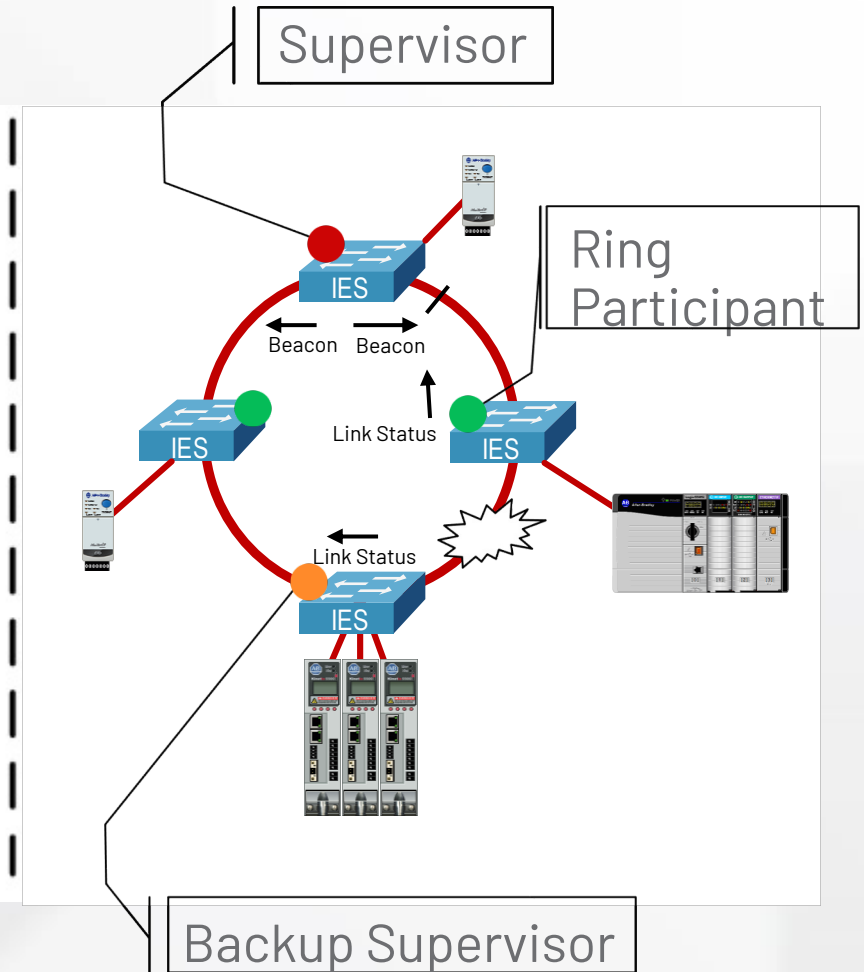 Supervisor
IES
Ring
Participant
Beacon
Beacon
Link Status
IES
IES
Link Status
IES
Backup Supervisor